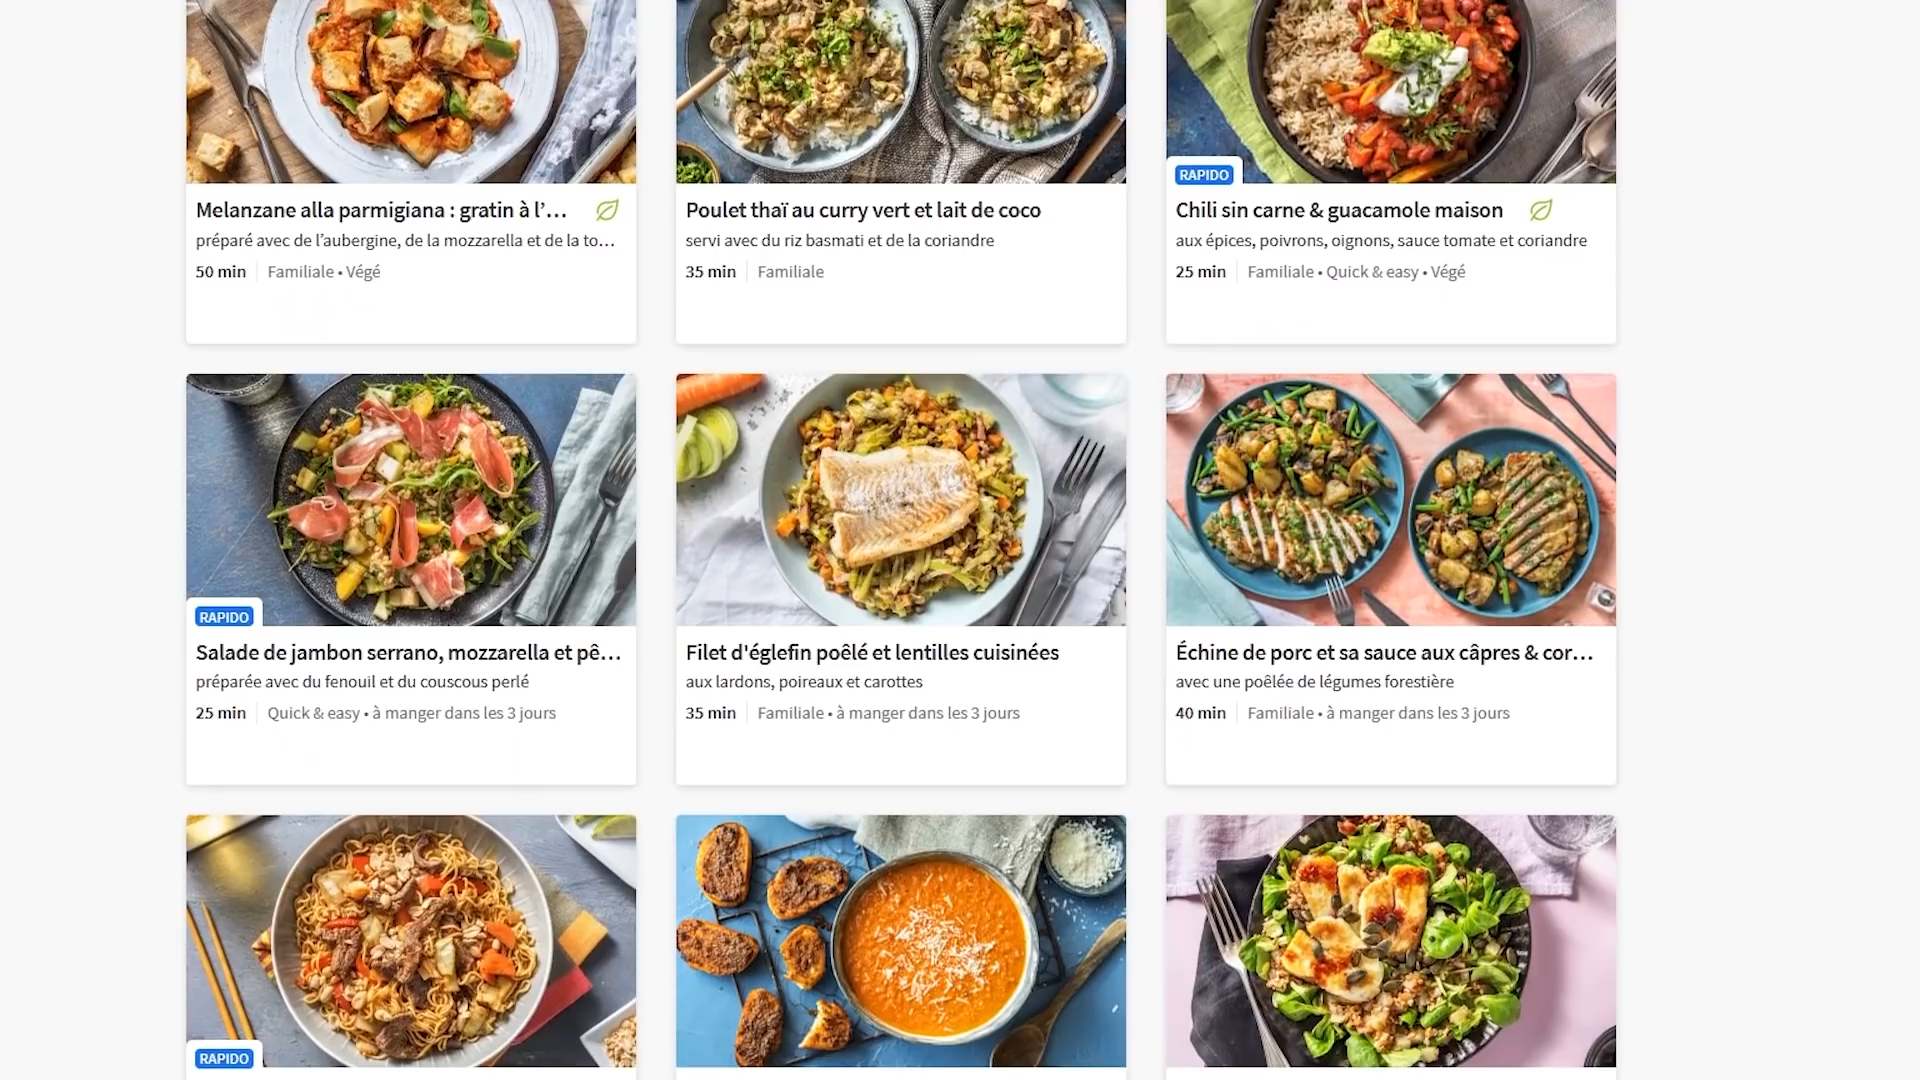 Melanzane alla parmigiana : gratin à l’…
préparé avec de l’aubergine, de la mozzarella et de la to…
50 min Familiale • Végé
Poulet thaï au curry vert et lait de coco
servi avec du riz basmati et de la coriandre
35 min Familiale
RAPIDO
Chili sin carne & guacamole maison
aux épices, poivrons, oignons, sauce tomate et coriandre
25 min Familiale • Quick & easy • Végé
RAPIDO
Salade de jambon serrano, mozzarella et pê…
préparée avec du fenouil et du couscous perlé
25 min Quick & easy • à manger dans les 3 jours
Filet d'églefin poêlé et lentilles cuisinées
aux lardons, poireaux et carottes
35 min Familiale • à manger dans les 3 jours
Échine de porc et sa sauce aux câpres & cor…
avec une poêlée de légumes forestière
40 min Familiale • à manger dans les 3 jours
RAPIDO